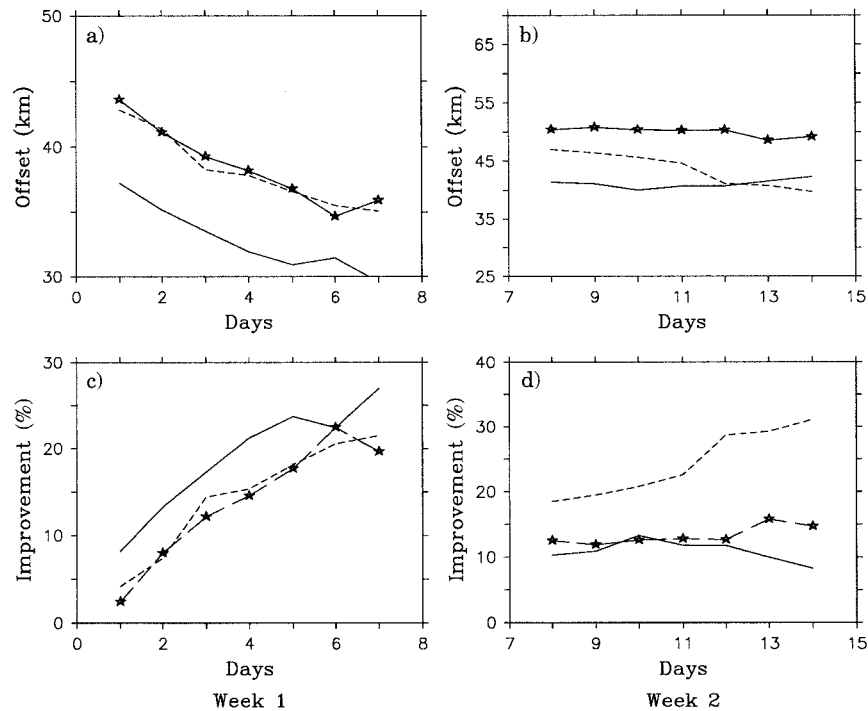 a)
50
40
30
Offset (km)
0 2 4 6 8
Days
b)
65
55
45
35
25
Offset (km)
7 9 11 13 15
Days
c)
30
20
10
0
Improvement (%)
0 2 4 6 8
Days
Week 1
d)
40
30
20
10
0
Improvement (%)
7 9 11 13 15
Days
Week 2